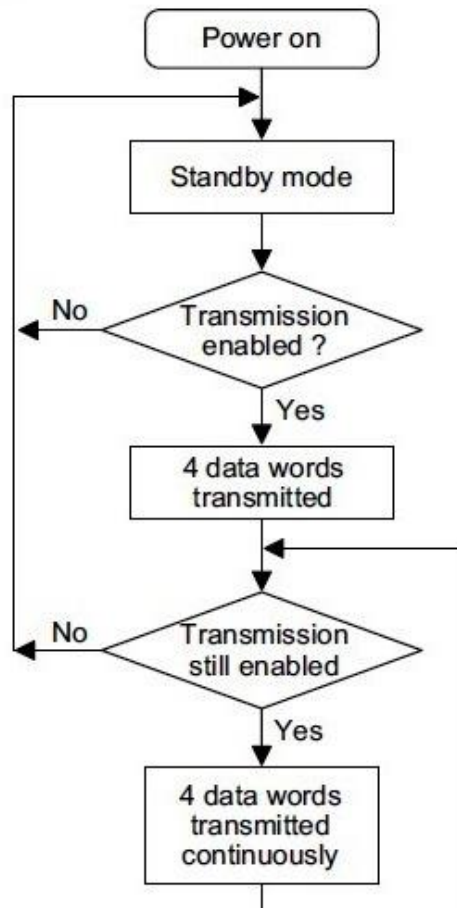 Power on
Standby mode
No
Transmission
enabled ?
Yes
4 data words
transmitted
No
Transmission
still enabled
Yes
4 data words
transmitted
continuously